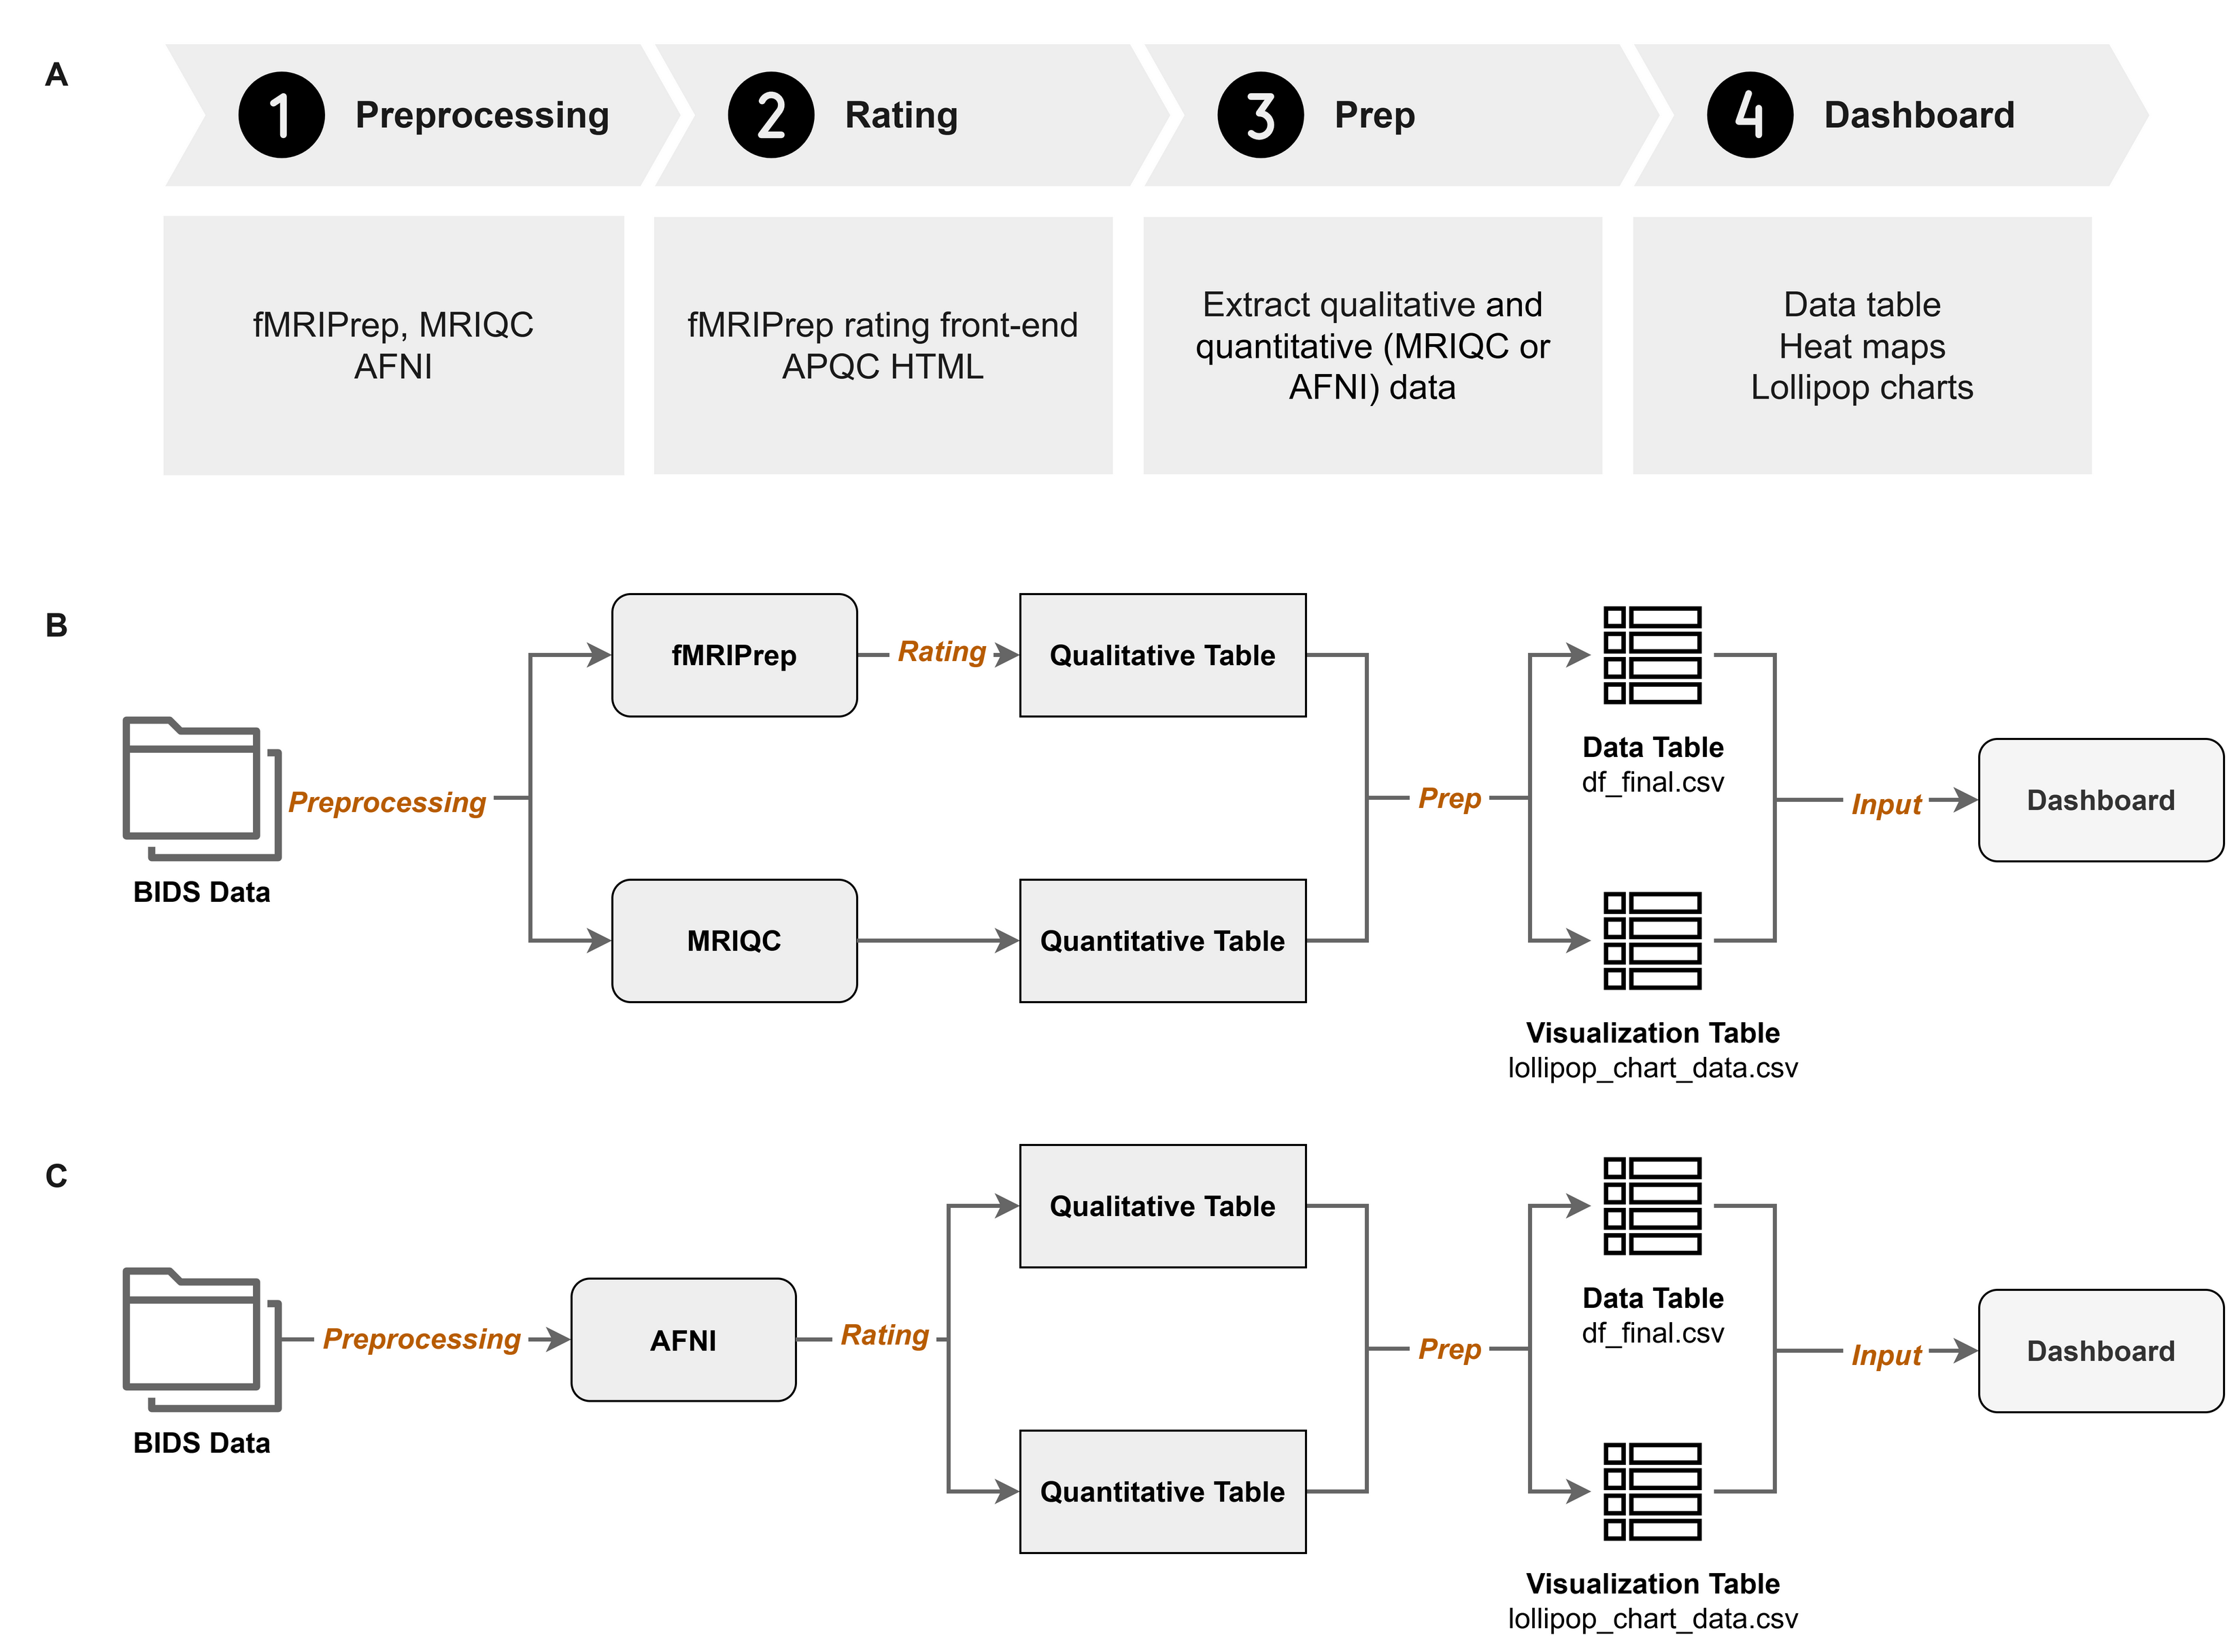 A
1 Preprocessing
2 Rating
3 Prep
4 Dashboard
fMRIPrep, MRIQC
AFNI
fMRIPrep rating front-end
APQC HTML
Extract qualitative and
quantitative (MRIQC or
AFNI) data
Data table
Heat maps
Lollipop charts
B
BIDS Data
Preprocessing
fMRIPrep
Rating
Qualitative Table
MRIQC
Quantitative Table
Prep
Data Table
df_final.csv
Visualization Table
lollipop_chart_data.csv
Input
Dashboard
C
BIDS Data
Preprocessing
AFNI
Rating
Qualitative Table
Quantitative Table
Prep
Data Table
df_final.csv
Visualization Table
lollipop_chart_data.csv
Input
Dashboard